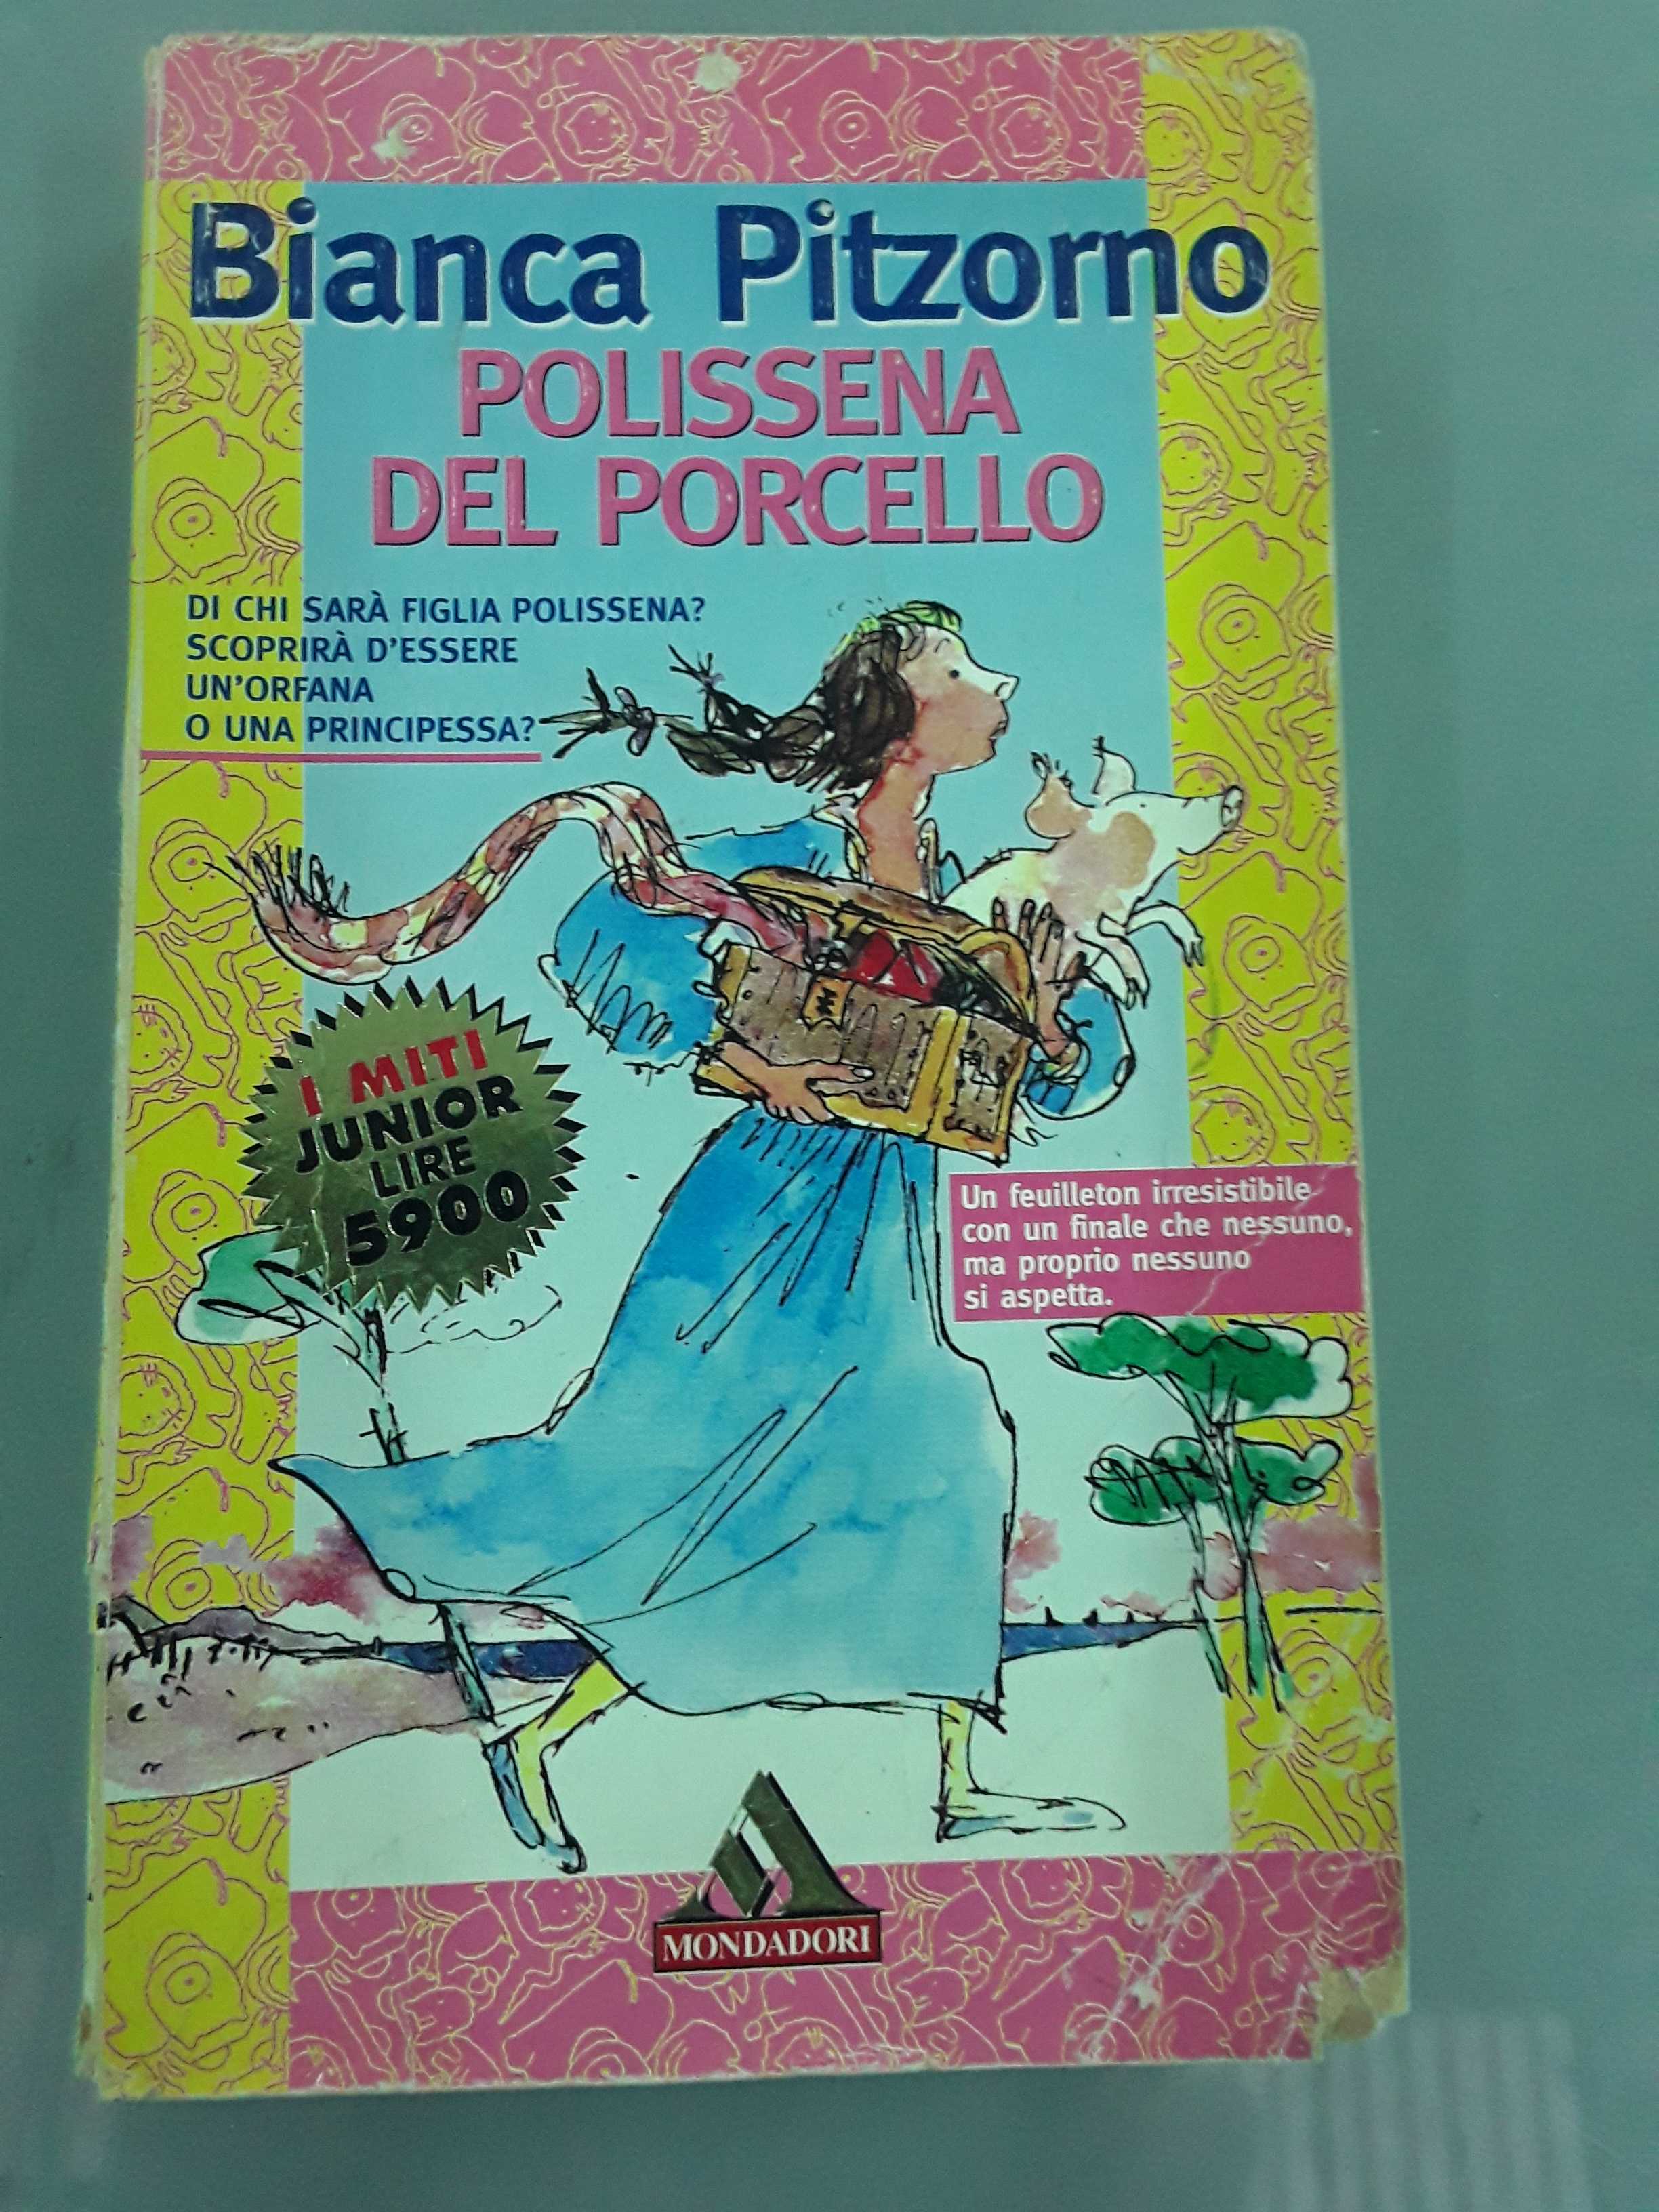 Bianca Pitzorno
POLISSENA
DEL PORCELLO
DI CHI SARÀ FIGLIA POLISSENA?
SCOPRIRÀ D'ESSERE
UN'ORFANA
O UNA PRINCIPESSA?
I MITI
JUNIOR
LIRE
5900
Un feuilleton irresistibile
con un finale che nessuno,
ma proprio nessuno
si aspetta.
MONDADORI